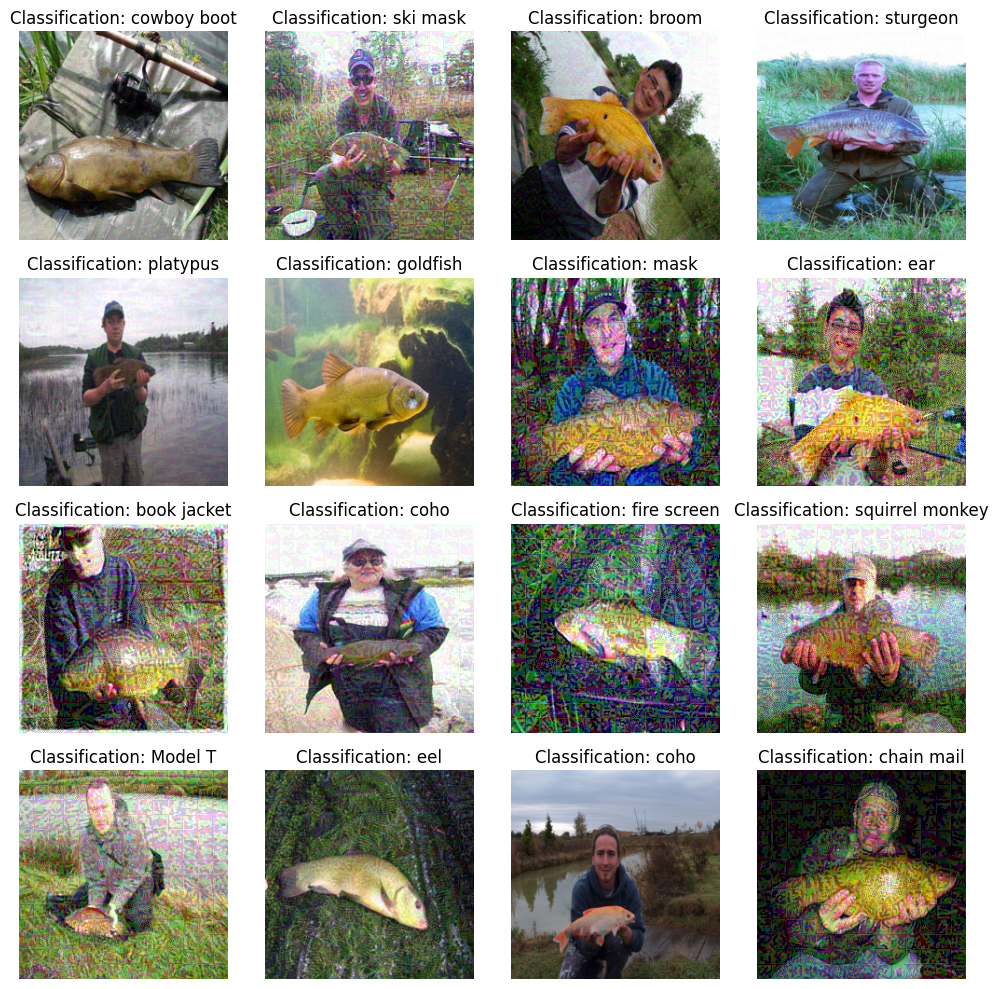 Classification: cowboy boot
Classification: ski mask
Classification: broom
Classification: sturgeon
Classification: platypus
Classification: goldfish
Classification: mask
Classification: ear
Classification: book jacket
Classification: coho
Classification: fire screen
Classification: squirrel monkey
Classification: Model T
Classification: eel
Classification: coho
Classification: chain mail